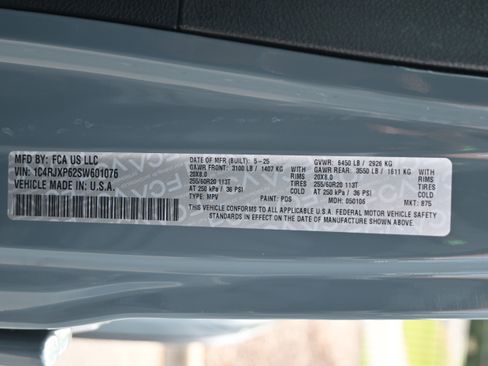 MFD BY: FCA US LLC
VIN: 1C4RJXP62SW601076
VEHICLE MADE IN U.S.A.
DATE OF MFR (BUILT): 5-25 GVWR: 6450 LB / 2926 KG
GAWR FRONT: 3100 LB / 1407 KG WITH GAWR REAR: 3550 LB / 1611 KG WITH
20X8.0 RIMS 20X8.0 RIMS
255/60R20 113T TIRES 255/60R20 113T TIRES
AT 250 kPa / 36 PSI COLD AT 250 kPa / 36 PSI COLD
TYPE: MPV PAINT: PDS MDH: 050106 MKT: 875
THIS VEHICLE CONFORMS TO ALL APPLICABLE U.S.A. FEDERAL MOTOR VEHICLE SAFETY
STANDARDS IN EFFECT ON THE DATE OF MANUFACTURE SHOWN ABOVE.